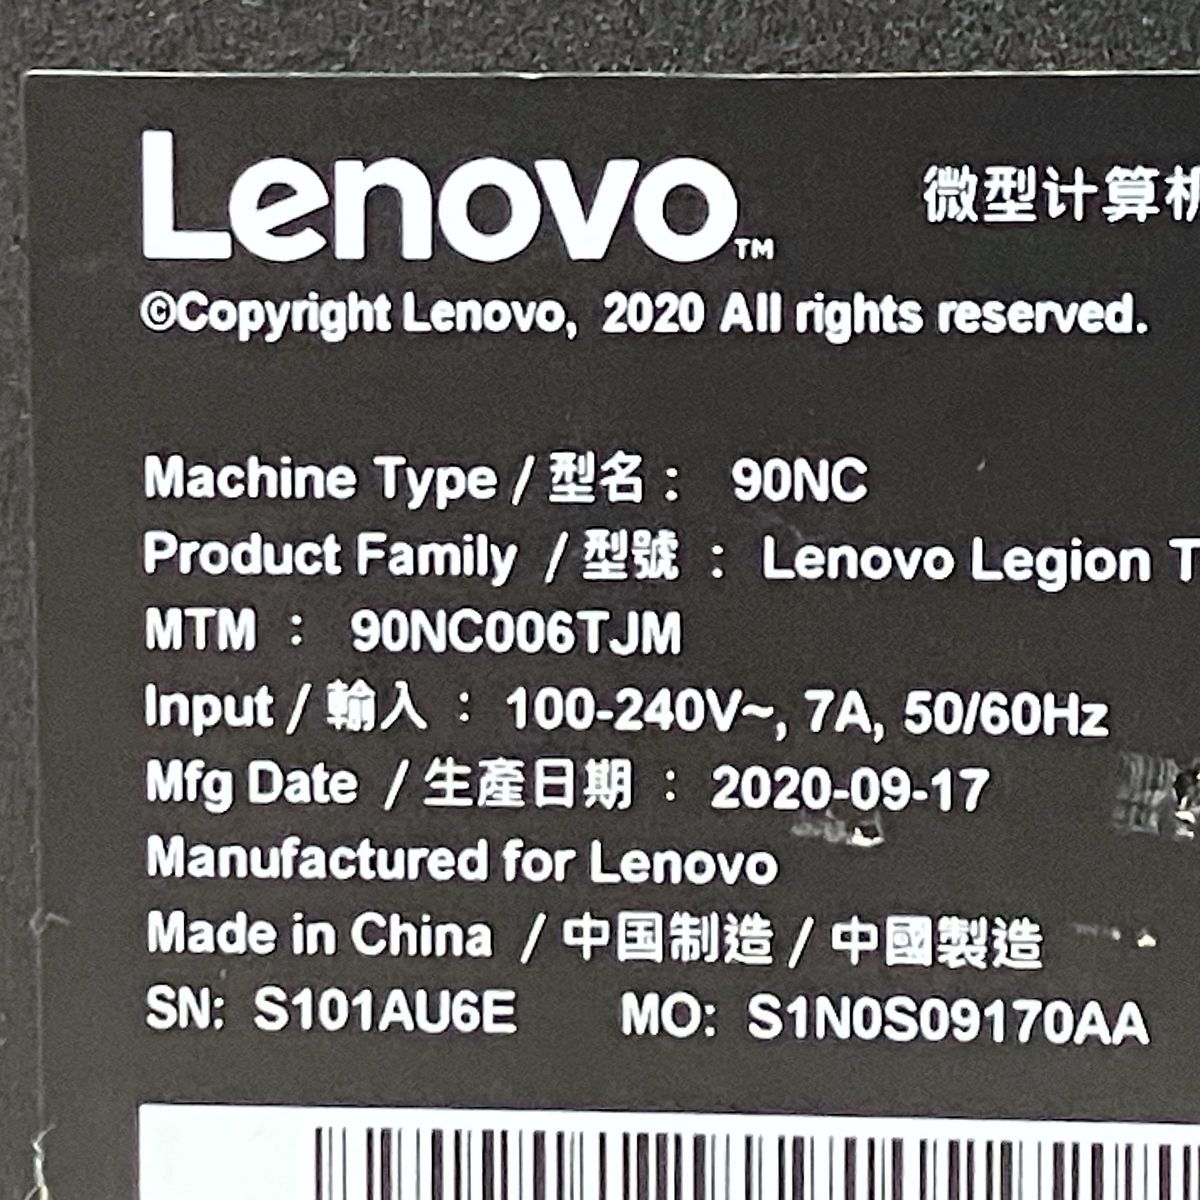 Lenovo™
微型计算机
©Copyright Lenovo, 2020 All rights reserved.
Machine Type / 型名 : 90NC
Product Family / 型號 : Lenovo Legion T
MTM : 90NC006TJM
Input / 輸入 : 100-240V~, 7A, 50/60Hz
Mfg Date / 生產日期 : 2020-09-17
Manufactured for Lenovo
Made in China / 中国制造 / 中國製造
SN: S101AU6E MO: S1N0S09170AA